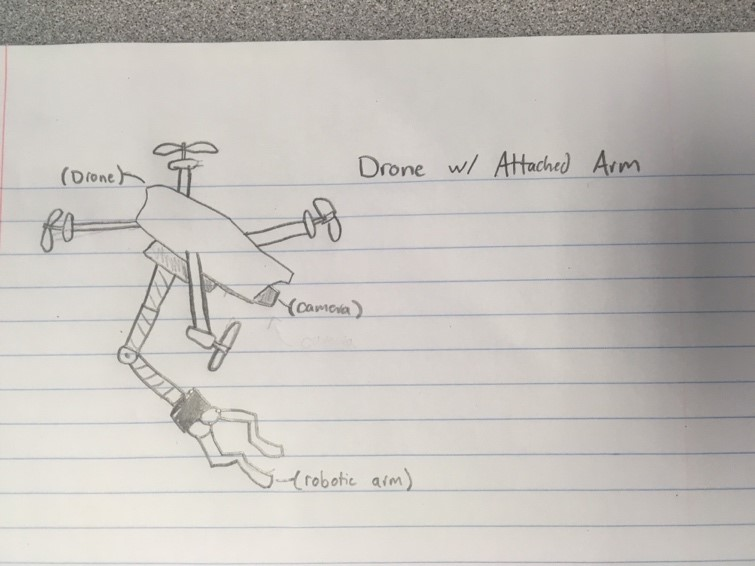 Drone w/ Attached Arm
(Drone)
(camera)
(robotic arm)